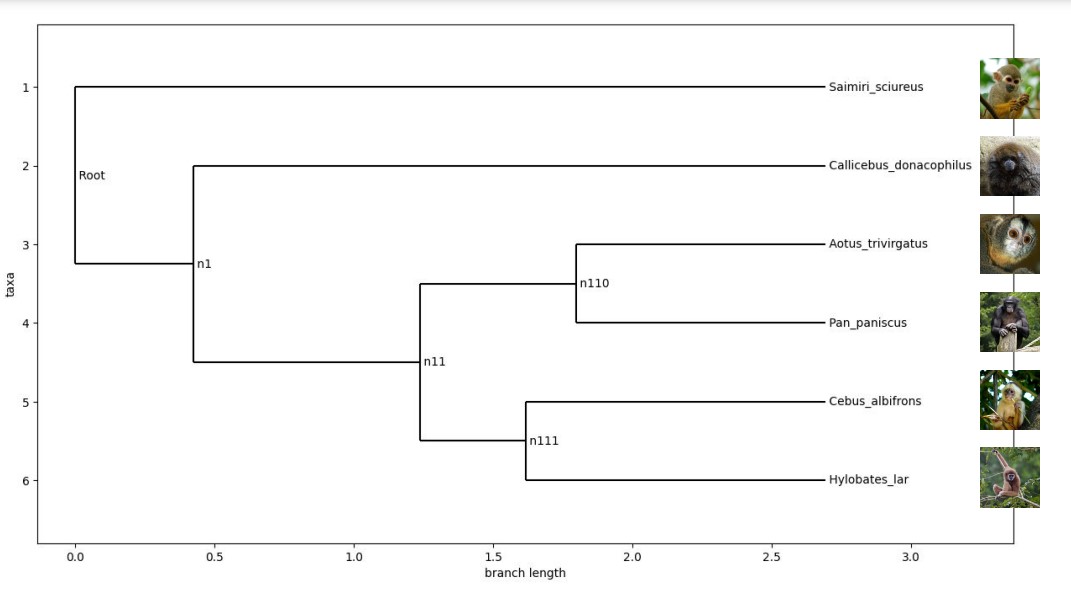 1
Saimiri_sciureus
2
Callicebus_donacophilus
Root
3
Aotus_trivirgatus
n1
n110
4
Pan_paniscus
taxa
n11
5
Cebus_albifrons
n111
6
Hylobates_lar
0.0 0.5 1.0 1.5 2.0 2.5 3.0
branch length